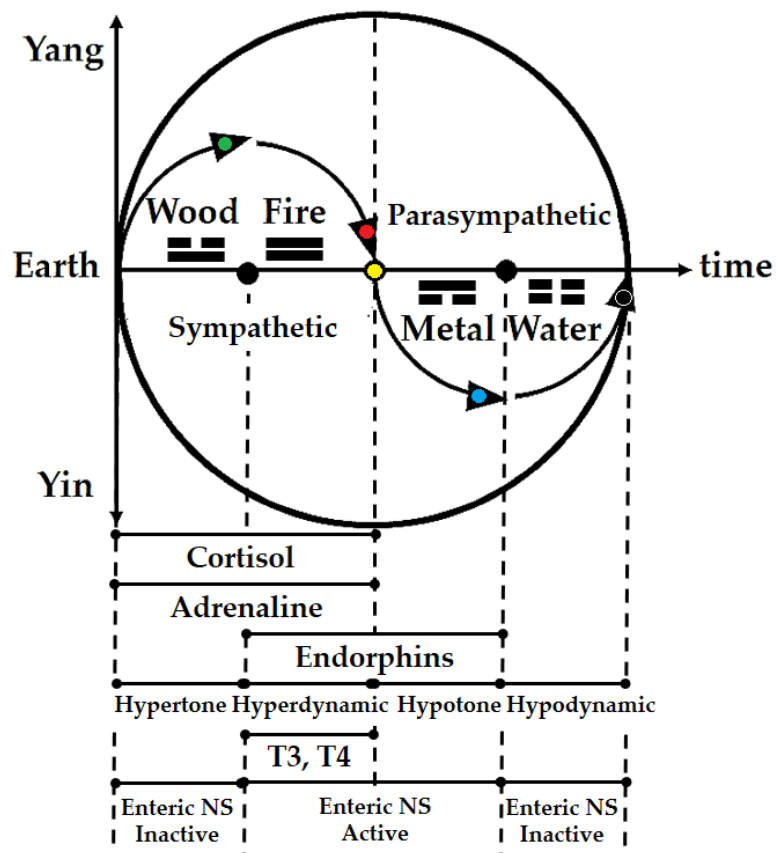 Yang
Wood Fire
Parasympathetic
Earth
time
Sympathetic
Metal Water
Yin
Cortisol
Adrenaline
Endorphins
Hypertone Hyperdynamic Hypotone Hypodynamic
T3, T4
Enteric NS Inactive
Enteric NS Active
Enteric NS Inactive